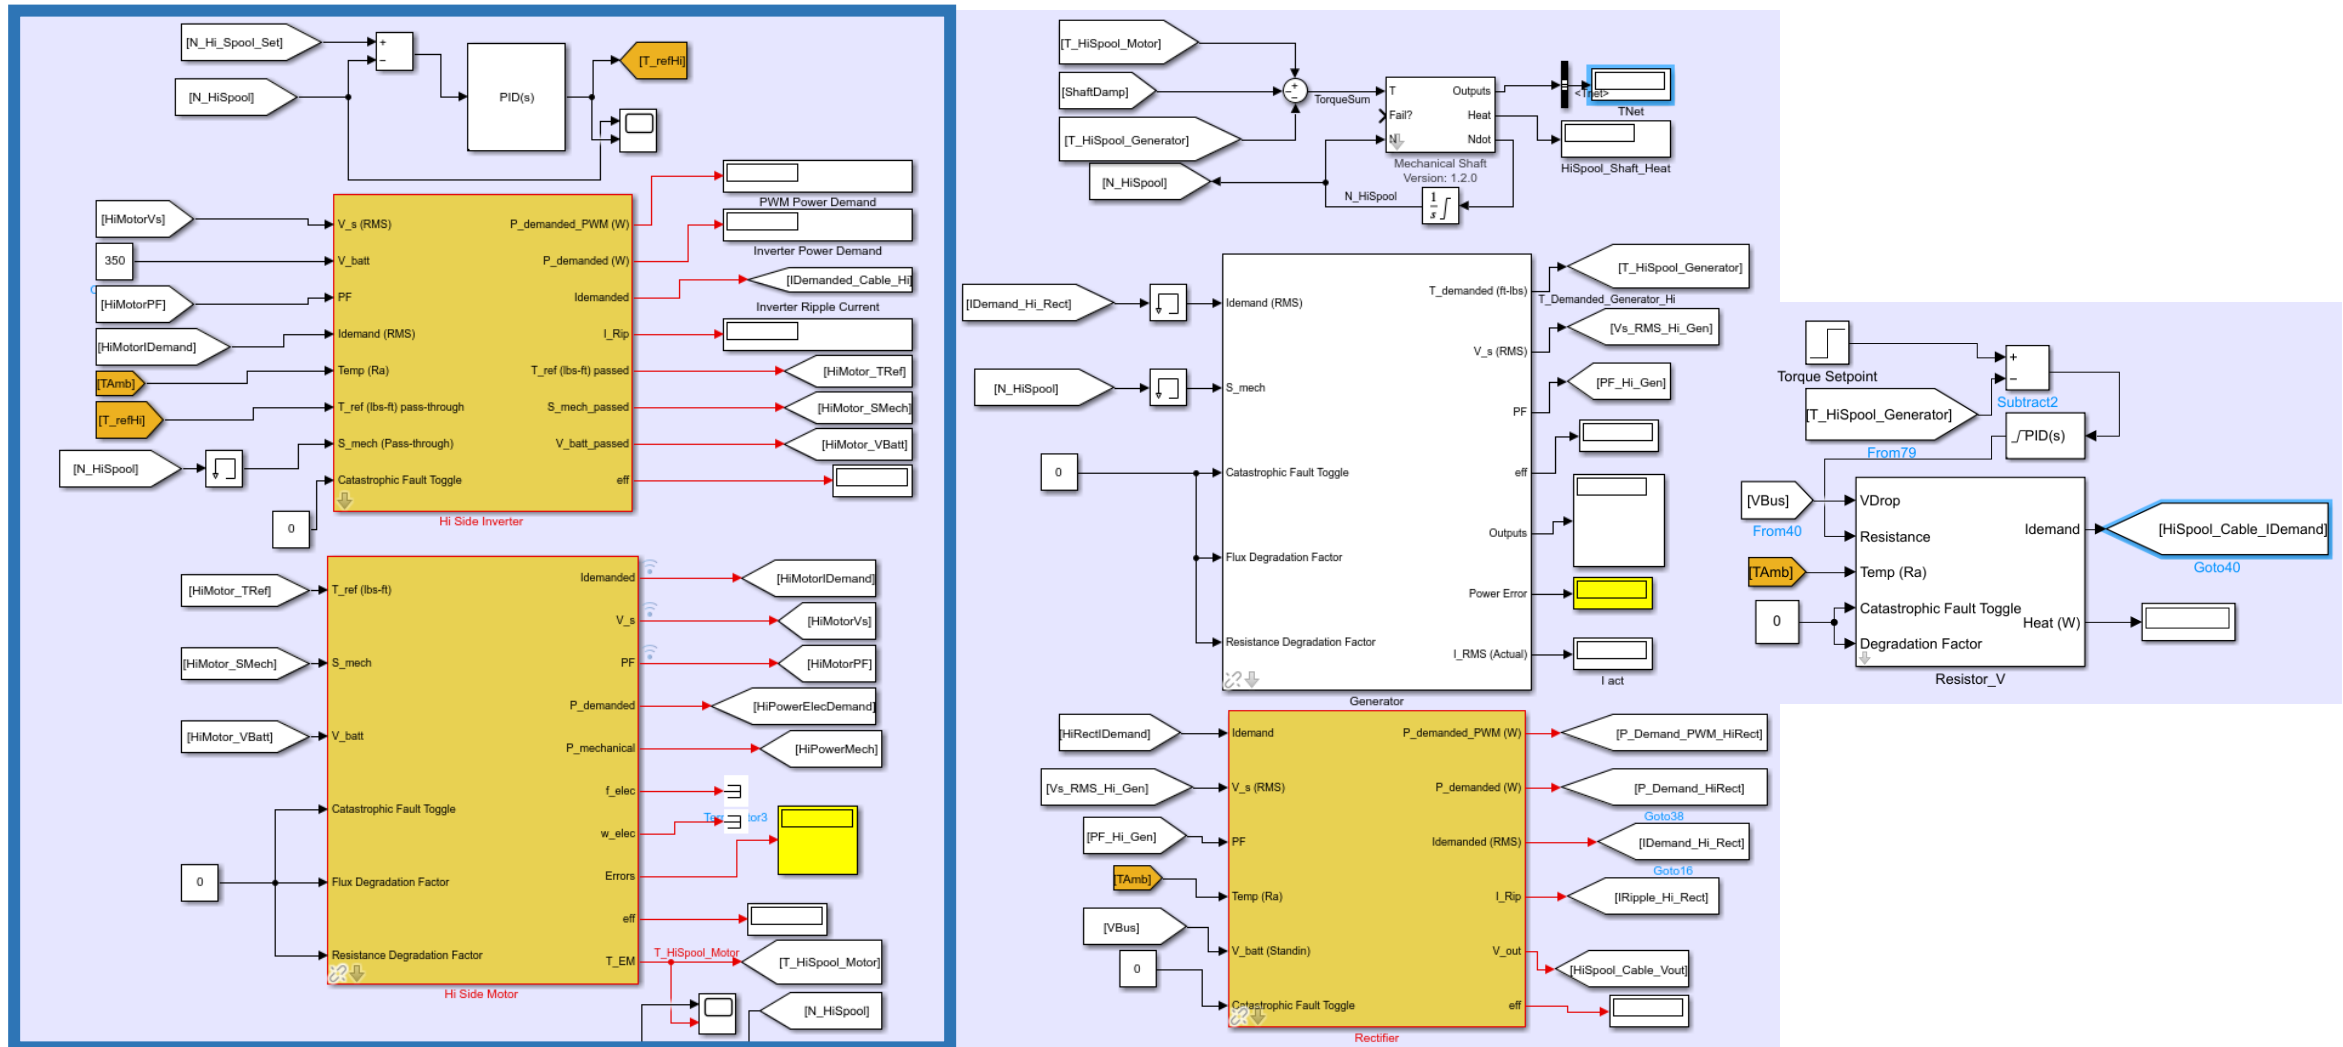 [N_Hi_Spool_Set]
[N_HiSpool]
+
−
PID(s)
[T_refHi]
[HiMotorVs]
350
[HiMotorPF]
[HiMotorIDemand]
[TAmb]
[T_refHi]
[N_HiSpool]
0
V_s (RMS)
V_batt
PF
Idemand (RMS)
Temp (Ra)
T_ref (lbs-ft) pass-through
S_mech (Pass-through)
Catastrophic Fault Toggle
P_demanded_PWM (W)
P_demanded (W)
Idemanded
I_Rip
T_ref (lbs-ft) passed
S_mech_passed
V_batt_passed
eff
Hi Side Inverter
PWM Power Demand
Inverter Power Demand
[IDemanded_Cable_Hi]
Inverter Ripple Current
[HiMotor_TRef]
[HiMotor_SMech]
[HiMotor_VBatt]
[HiMotor_TRef]
[HiMotor_SMech]
[HiMotor_VBatt]
0
T_ref (lbs-ft)
S_mech
V_batt
Catastrophic Fault Toggle
Flux Degradation Factor
Resistance Degradation Factor
Idemanded
V_s
PF
P_demanded
P_mechanical
f_elec
w_elec
Errors
eff
T_EM
Hi Side Motor
[HiMotorIDemand]
[HiMotorVs]
[HiMotorPF]
[HiPowerElecDemand]
[HiPowerMech]
T_HiSpool_Motor
[T_HiSpool_Motor]
[N_HiSpool]
[T_HiSpool_Motor]
[ShaftDamp]
[T_HiSpool_Generator]
[N_HiSpool]
TorqueSum
T
Fail?
N
Outputs
Heat
Ndot
Mechanical Shaft
Version: 1.2.0
N_HiSpool
1
s
<Tnet>
TNet
HiSpool_Shaft_Heat
[IDemand_Hi_Rect]
[N_HiSpool]
0
Idemand (RMS)
S_mech
Catastrophic Fault Toggle
Flux Degradation Factor
Resistance Degradation Factor
T_demanded (ft-lbs)
V_s (RMS)
PF
eff
Outputs
Power Error
I_RMS (Actual)
Generator
[T_HiSpool_Generator]
T_Demanded_Generator_Hi
[Vs_RMS_Hi_Gen]
[PF_Hi_Gen]
I act
[HiRectIDemand]
[Vs_RMS_Hi_Gen]
[PF_Hi_Gen]
[TAmb]
[VBus]
0
Idemand
V_s (RMS)
PF
Temp (Ra)
V_batt (Standin)
Catastrophic Fault Toggle
P_demanded_PWM (W)
P_demanded (W)
Idemanded (RMS)
I_Rip
V_out
eff
Rectifier
[P_Demand_PWM_HiRect]
[P_Demand_HiRect]
Goto38
[IDemand_Hi_Rect]
Goto16
[IRipple_Hi_Rect]
[HiSpool_Cable_Vout]
Torque Setpoint
+
−
Subtract2
[T_HiSpool_Generator]
From79
PID(s)
[VBus]
From40
[TAmb]
0
VDrop
Resistance
Temp (Ra)
Catastrophic Fault Toggle
Degradation Factor
Idemand
Heat (W)
Resistor_V
[HiSpool_Cable_IDemand]
Goto40